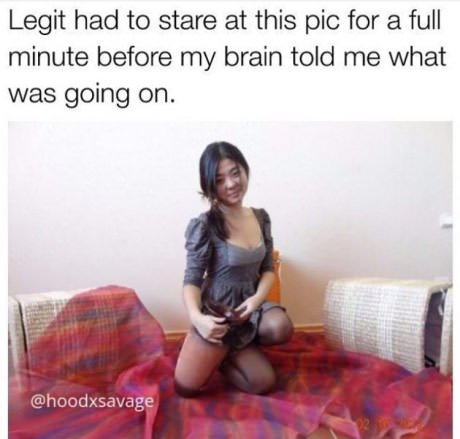 Legit had to stare at this pic for a full
minute before my brain told me what
was going on.
@hoodxsavage